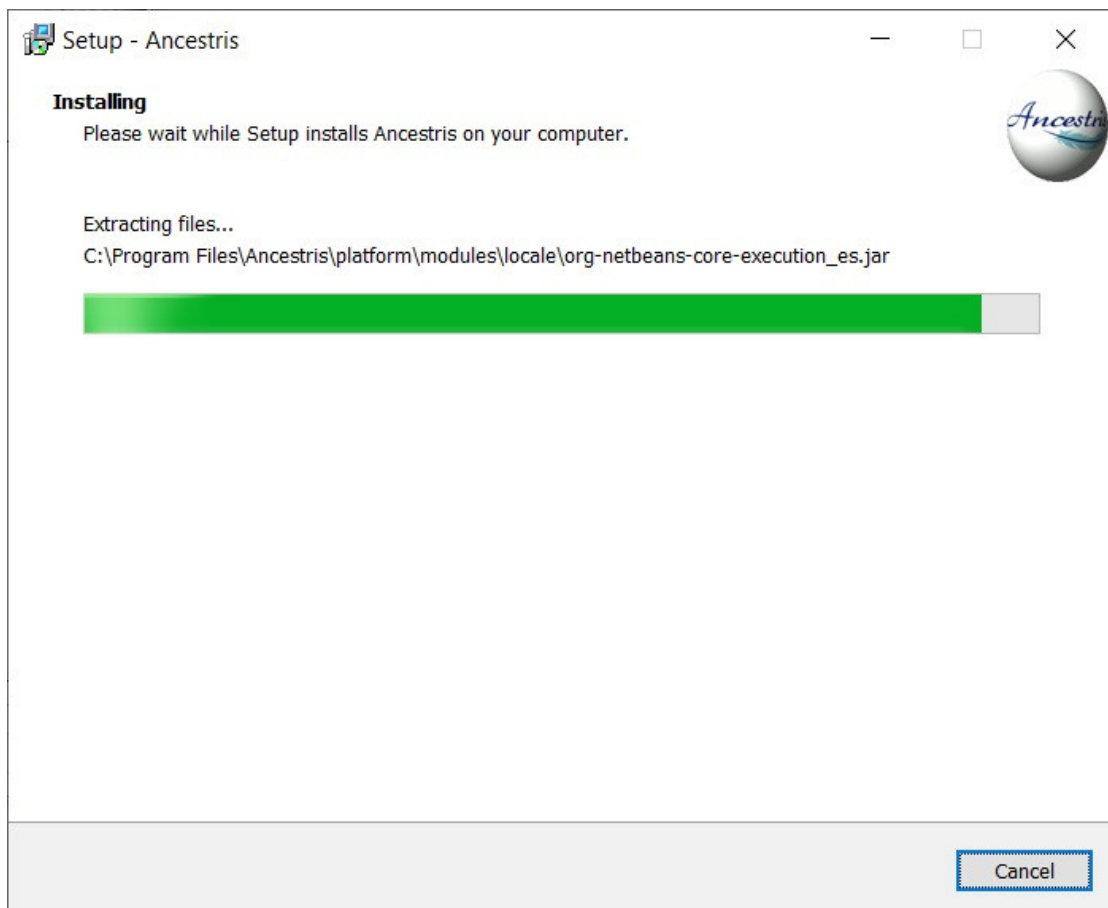 Setup - Ancestris
Installing
Please wait while Setup installs Ancestris on your computer.
Ancestris
Extracting files...
C:\Program Files\Ancestris\platform\modules\locale\org-netbeans-core-execution_es.jar
Cancel